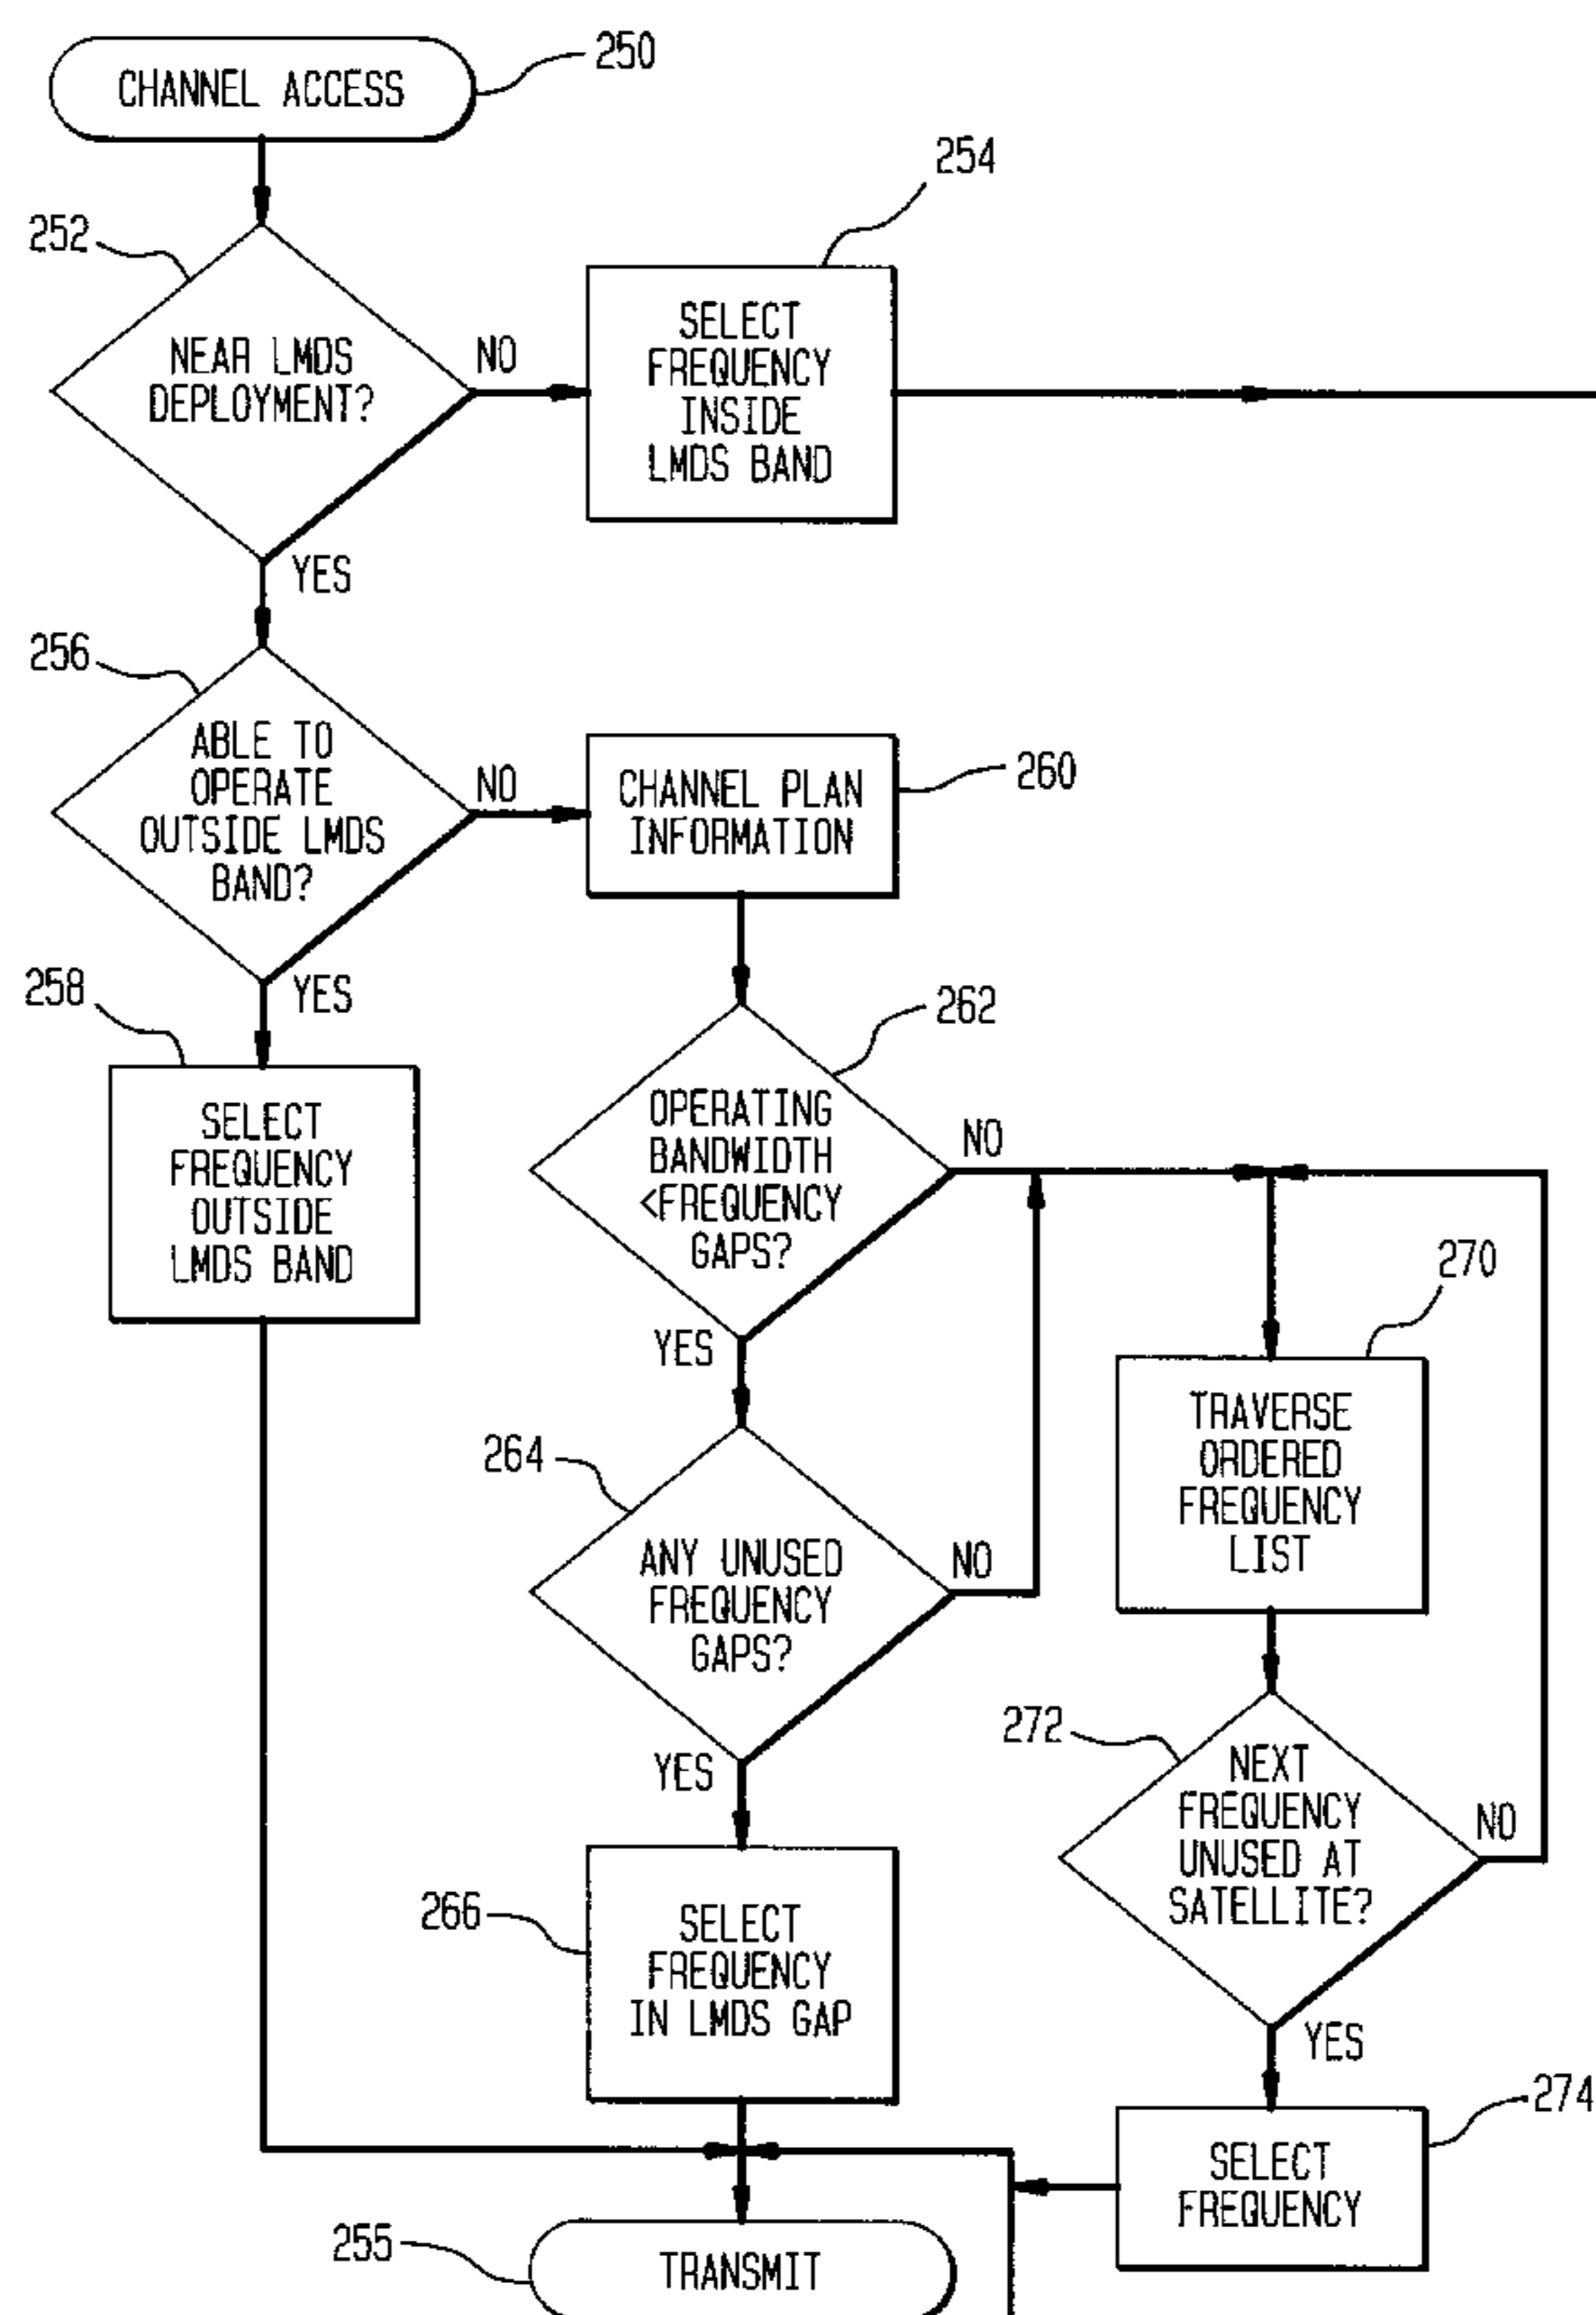 CHANNEL ACCESS
250
252
NEAR LMDS
DEPLOYMENT?
NO
YES
254
SELECT
FREQUENCY
INSIDE
LMDS BAND
256
ABLE TO
OPERATE
OUTSIDE LMDS
BAND?
NO
YES
260
CHANNEL PLAN
INFORMATION
258
SELECT
FREQUENCY
OUTSIDE
LMDS BAND
262
OPERATING
BANDWIDTH
<FREQUENCY
GAPS?
NO
YES
264
ANY UNUSED
FREQUENCY
GAPS?
NO
YES
270
TRAVERSE
ORDERED
FREQUENCY
LIST
272
NEXT
FREQUENCY
UNUSED AT
SATELLITE?
NO
YES
266
SELECT
FREQUENCY
IN LMDS GAP
274
SELECT
FREQUENCY
255
TRANSMIT